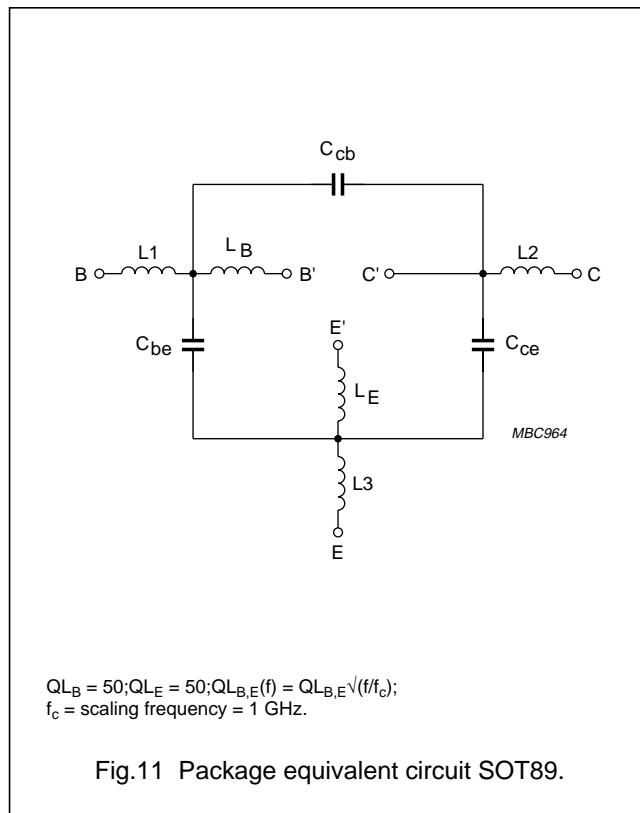 Ccb
L1
LB
L2
B
B'
C'
C
E'
Cbe
Cce
LE
MBC964
L3
E
QLB = 50;QLE = 50;QLB,E(f) = QLB,E√(f/fc);
fc = scaling frequency = 1 GHz.
Fig.11 Package equivalent circuit SOT89.